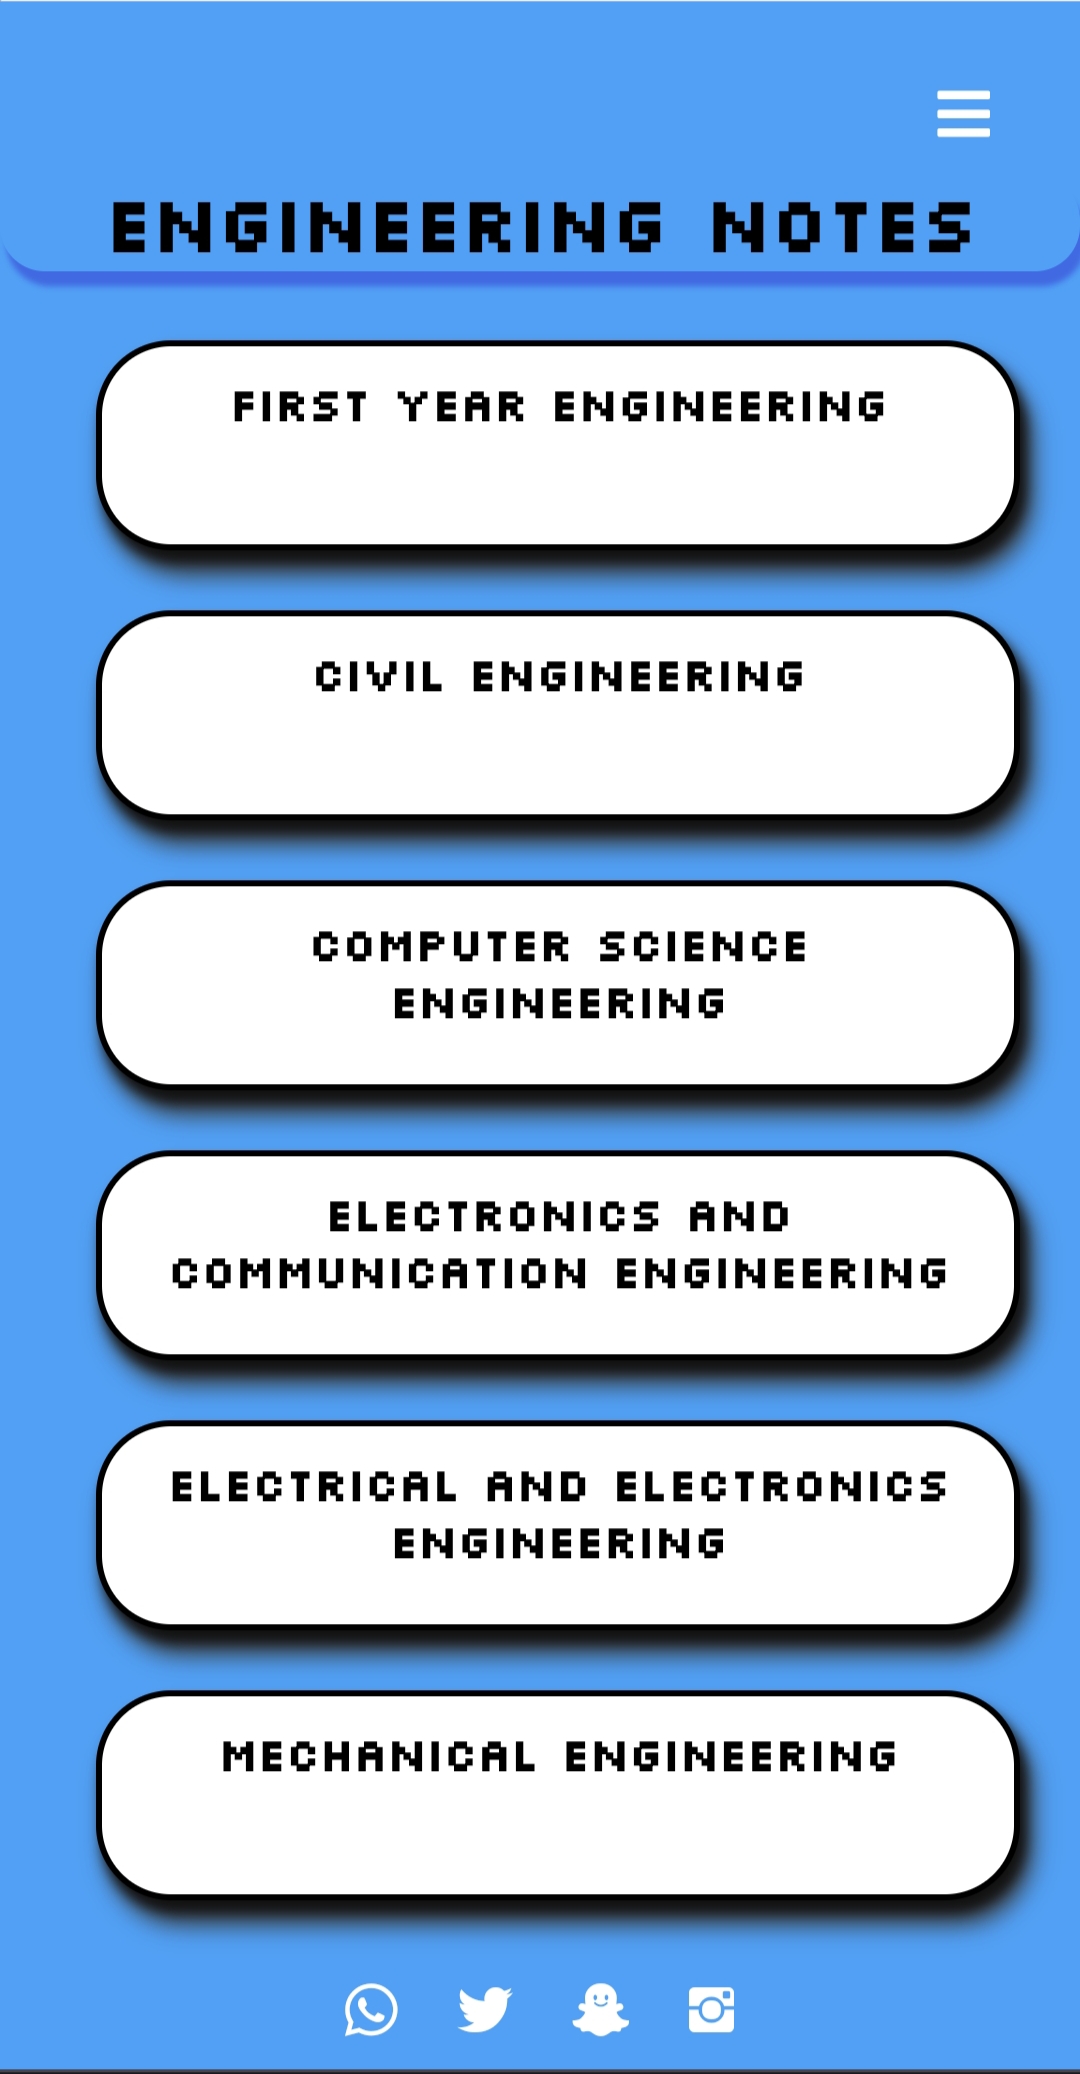 ENGINEERING NOTES
FIRST YEAR ENGINEERING
CIVIL ENGINEERING
COMPUTER SCIENCE
ENGINEERING
ELECTRONICS AND
COMMUNICATION ENGINEERING
ELECTRICAL AND ELECTRONICS
ENGINEERING
MECHANICAL ENGINEERING